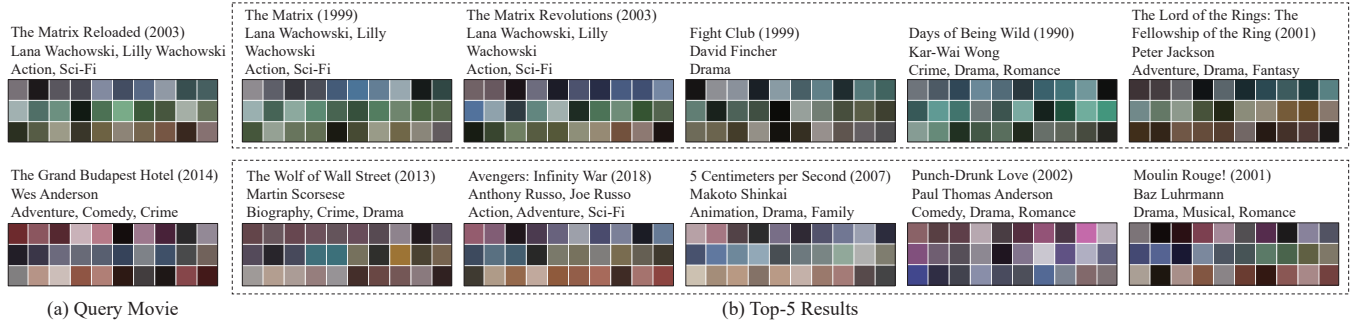 The Matrix Reloaded (2003)
Lana Wachowski, Lilly Wachowski
Action, Sci-Fi
The Matrix (1999)
Lana Wachowski, Lilly
Wachowski
Action, Sci-Fi
The Matrix Revolutions (2003)
Lana Wachowski, Lilly
Wachowski
Action, Sci-Fi
Fight Club (1999)
David Fincher
Drama
Days of Being Wild (1990)
Kar-Wai Wong
Crime, Drama, Romance
The Lord of the Rings: The
Fellowship of the Ring (2001)
Peter Jackson
Adventure, Drama, Fantasy
The Grand Budapest Hotel (2014)
Wes Anderson
Adventure, Comedy, Crime
The Wolf of Wall Street (2013)
Martin Scorsese
Biography, Crime, Drama
Avengers: Infinity War (2018)
Anthony Russo, Joe Russo
Action, Adventure, Sci-Fi
5 Centimeters per Second (2007)
Makoto Shinkai
Animation, Drama, Family
Punch-Drunk Love (2002)
Paul Thomas Anderson
Comedy, Drama, Romance
Moulin Rouge! (2001)
Baz Luhrmann
Drama, Musical, Romance
(a) Query Movie
(b) Top-5 Results